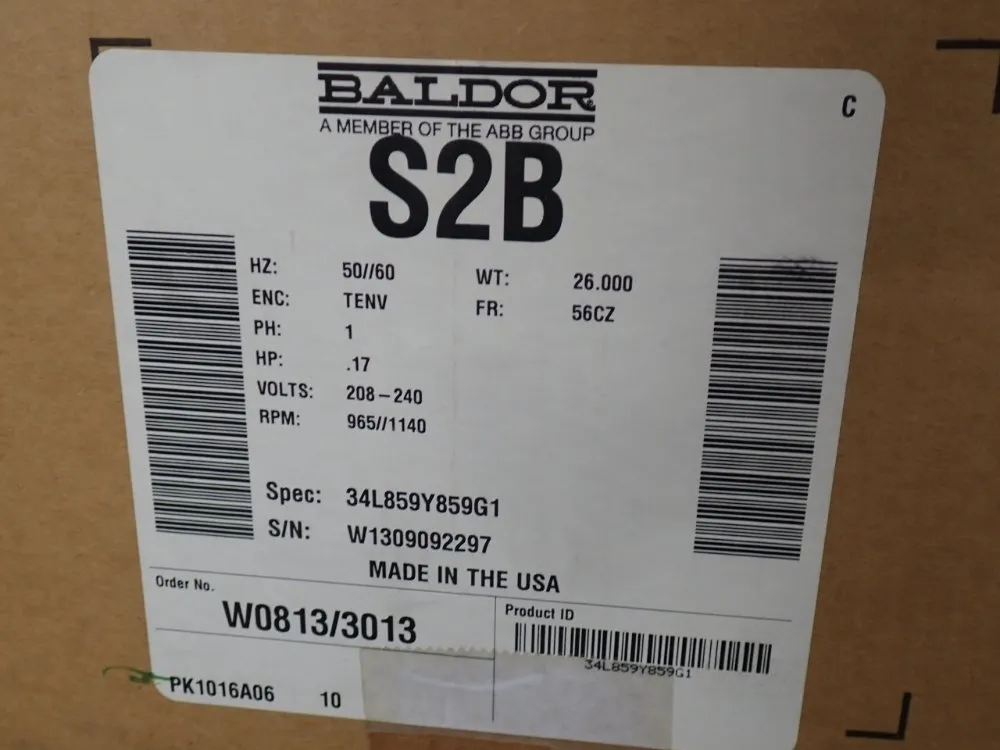 BALDOR
C
A MEMBER OF THE ABB GROUP
S2B
HZ: 50//60 WT: 26.000
ENC: TENV FR: 56CZ
PH: 1
HP: .17
VOLTS: 208-240
RPM: 965//1140
Spec: 34L859Y859G1
S/N: W1309092297
MADE IN THE USA
Order No.
W0813/3013
Product ID
34L859Y859G1
PK1016A06 10